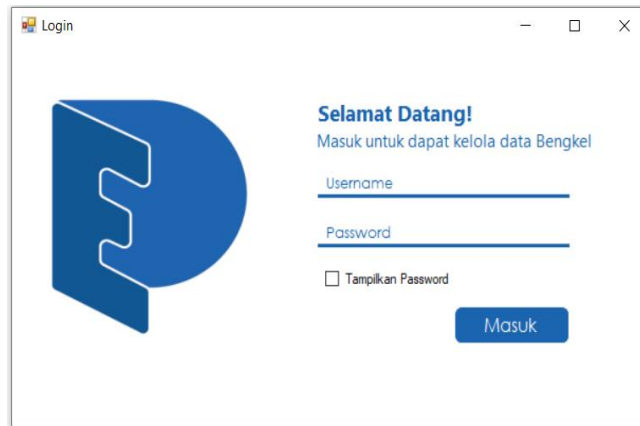 Login
Selamat Datang!
Masuk untuk dapat kelola data Bengkel
Username
Password
Tampilkan Password
Masuk